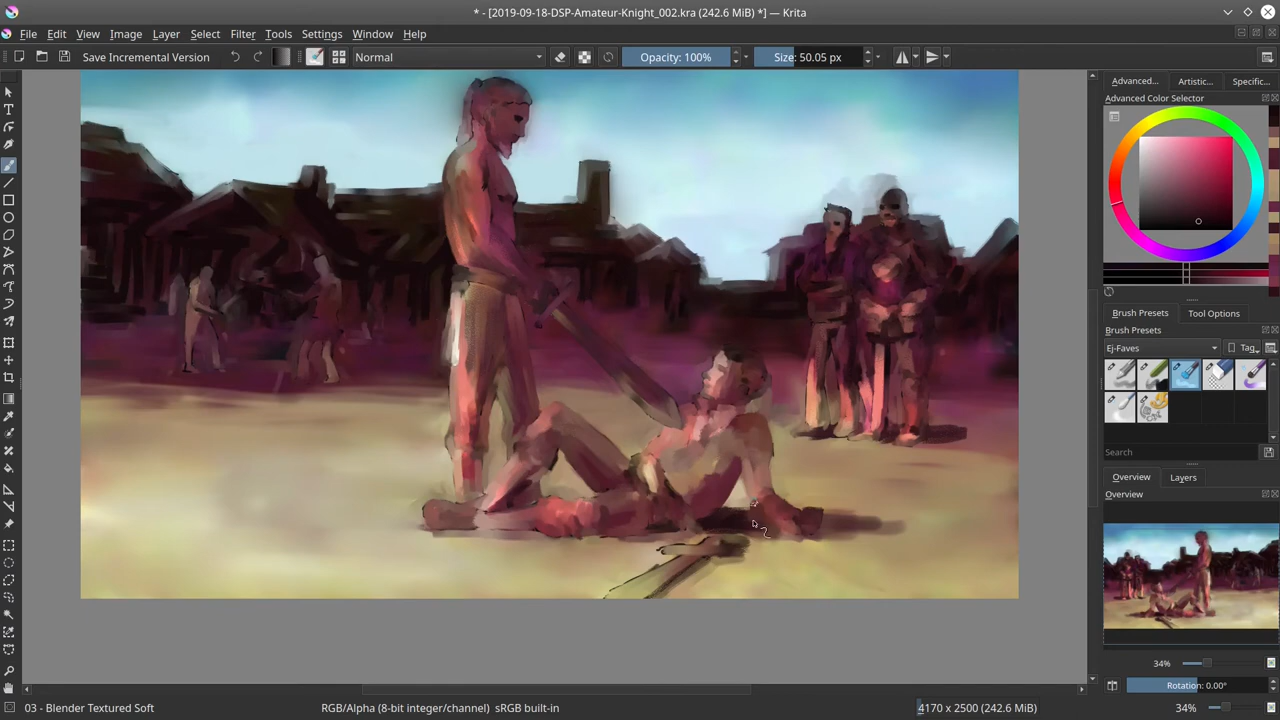 * - [2019-09-18-DSP-Amateur-Knight_002.kra (242.6 MiB) *] — Krita
File Edit View Image Layer Select Filter Tools Settings Window Help
Save Incremental Version Normal Opacity: 100% Size: 50.05 px
Advanced... Artistic... Specific...
Advanced Color Selector
Brush Presets Tool Options
Brush Presets
Ej-Faves Tag
Search
Overview Layers
Overview
34%
Rotation: 0.00°
03 - Blender Textured Soft RGB/Alpha (8-bit integer/channel) sRGB built-in 4170 x 2500 (242.6 MiB) 34%